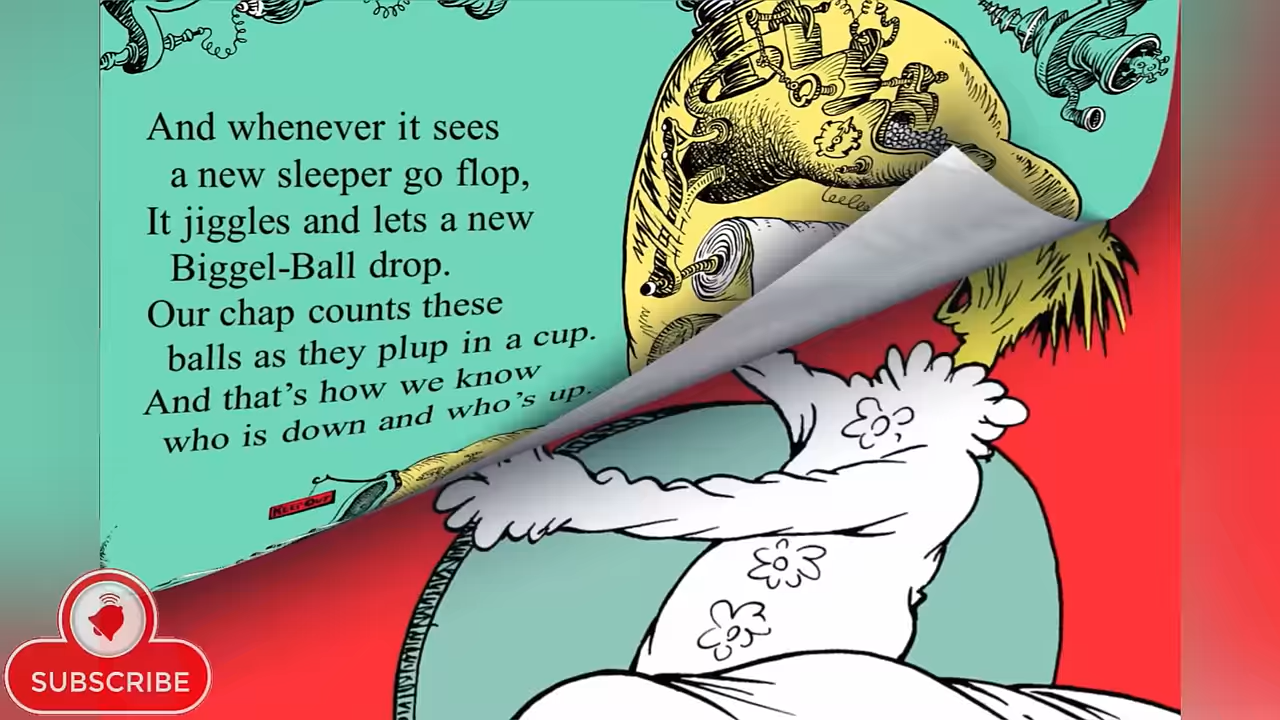 And whenever it sees
a new sleeper go flop,
It jiggles and lets a new
Biggel-Ball drop.
Our chap counts these
balls as they plup in a cup.
And that's how we know
who is down and who's up.
KEEP OUT
SUBSCRIBE